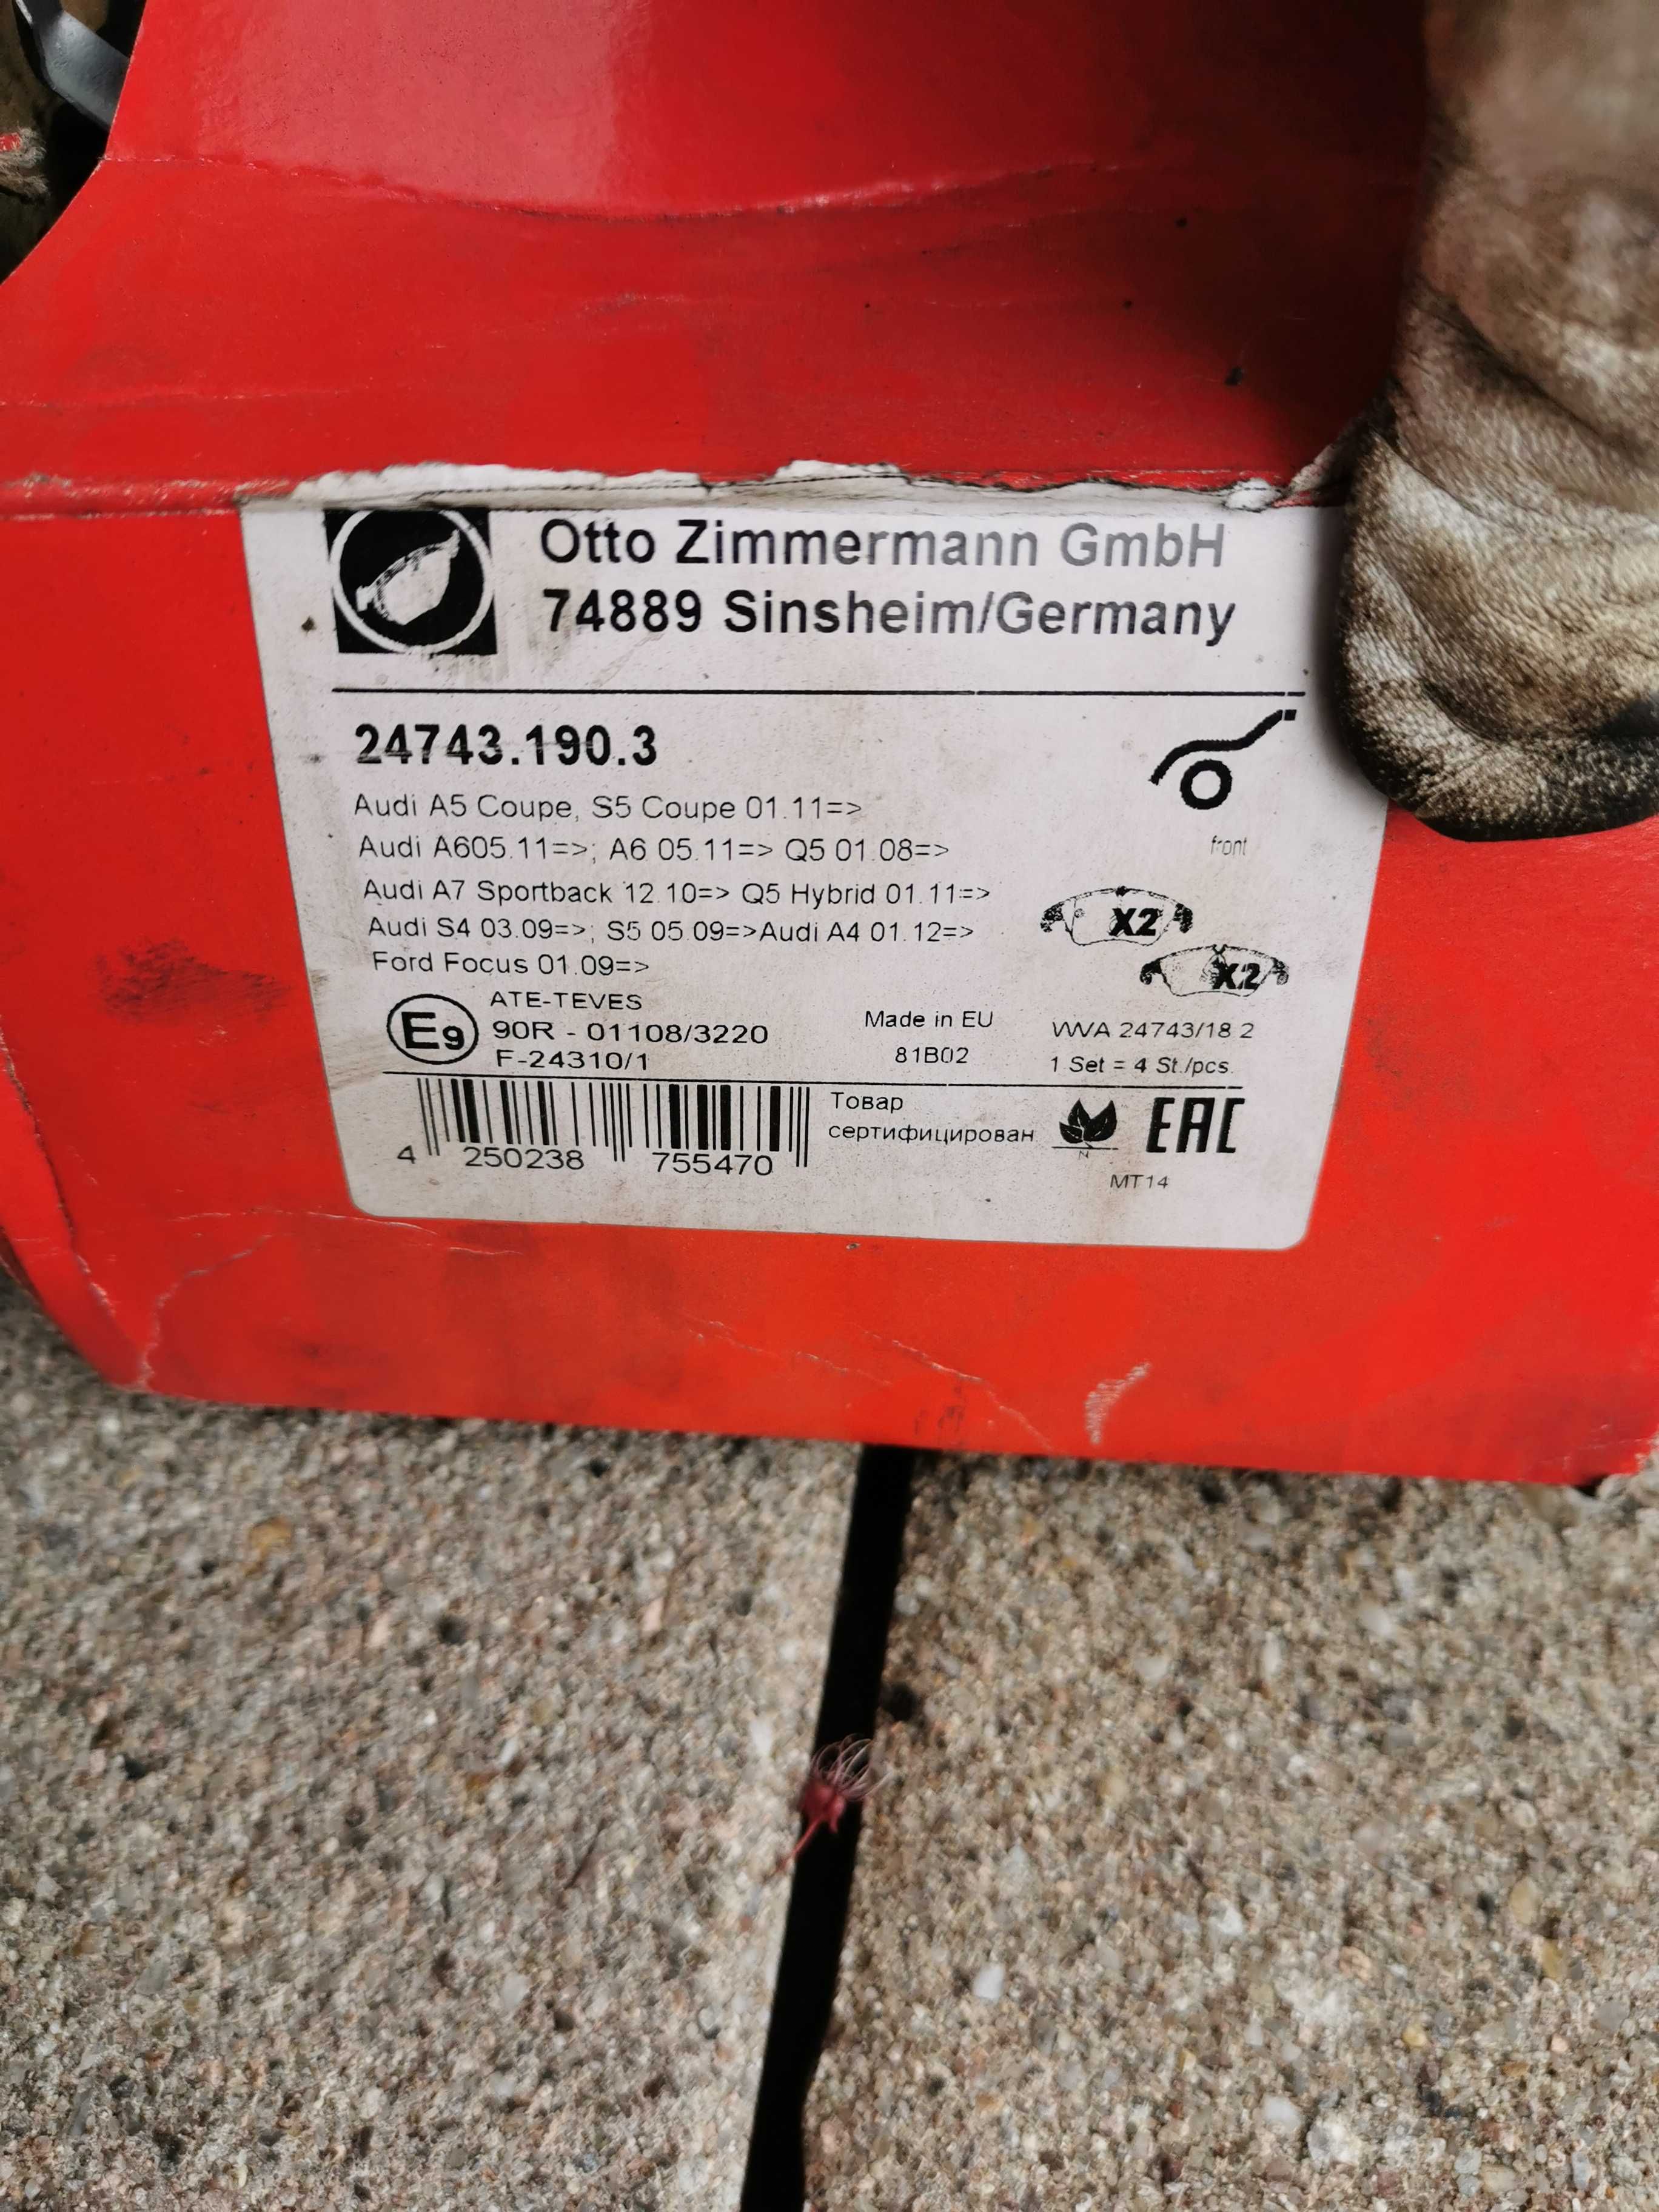 Otto Zimmermann GmbH
74889 Sinsheim/Germany
24743.190.3
Audi A5 Coupe, S5 Coupe 01.11=>
Audi A605.11=>; A6 05.11=> Q5 01.08=>
front
Audi A7 Sportback 12.10=> Q5 Hybrid 01.11=>
X2
Audi S4 03.09=>; S5 05.09=>Audi A4 01.12=>
X2
Ford Focus 01.09=>
ATE-TEVES
E9
90R - 01108/3220
F-24310/1
Made in EU
81B02
WVA 24743/18.2
1 Set = 4 St./pcs.
Товар
сертифицирован
EAC
N
MT14
4 250238 755470